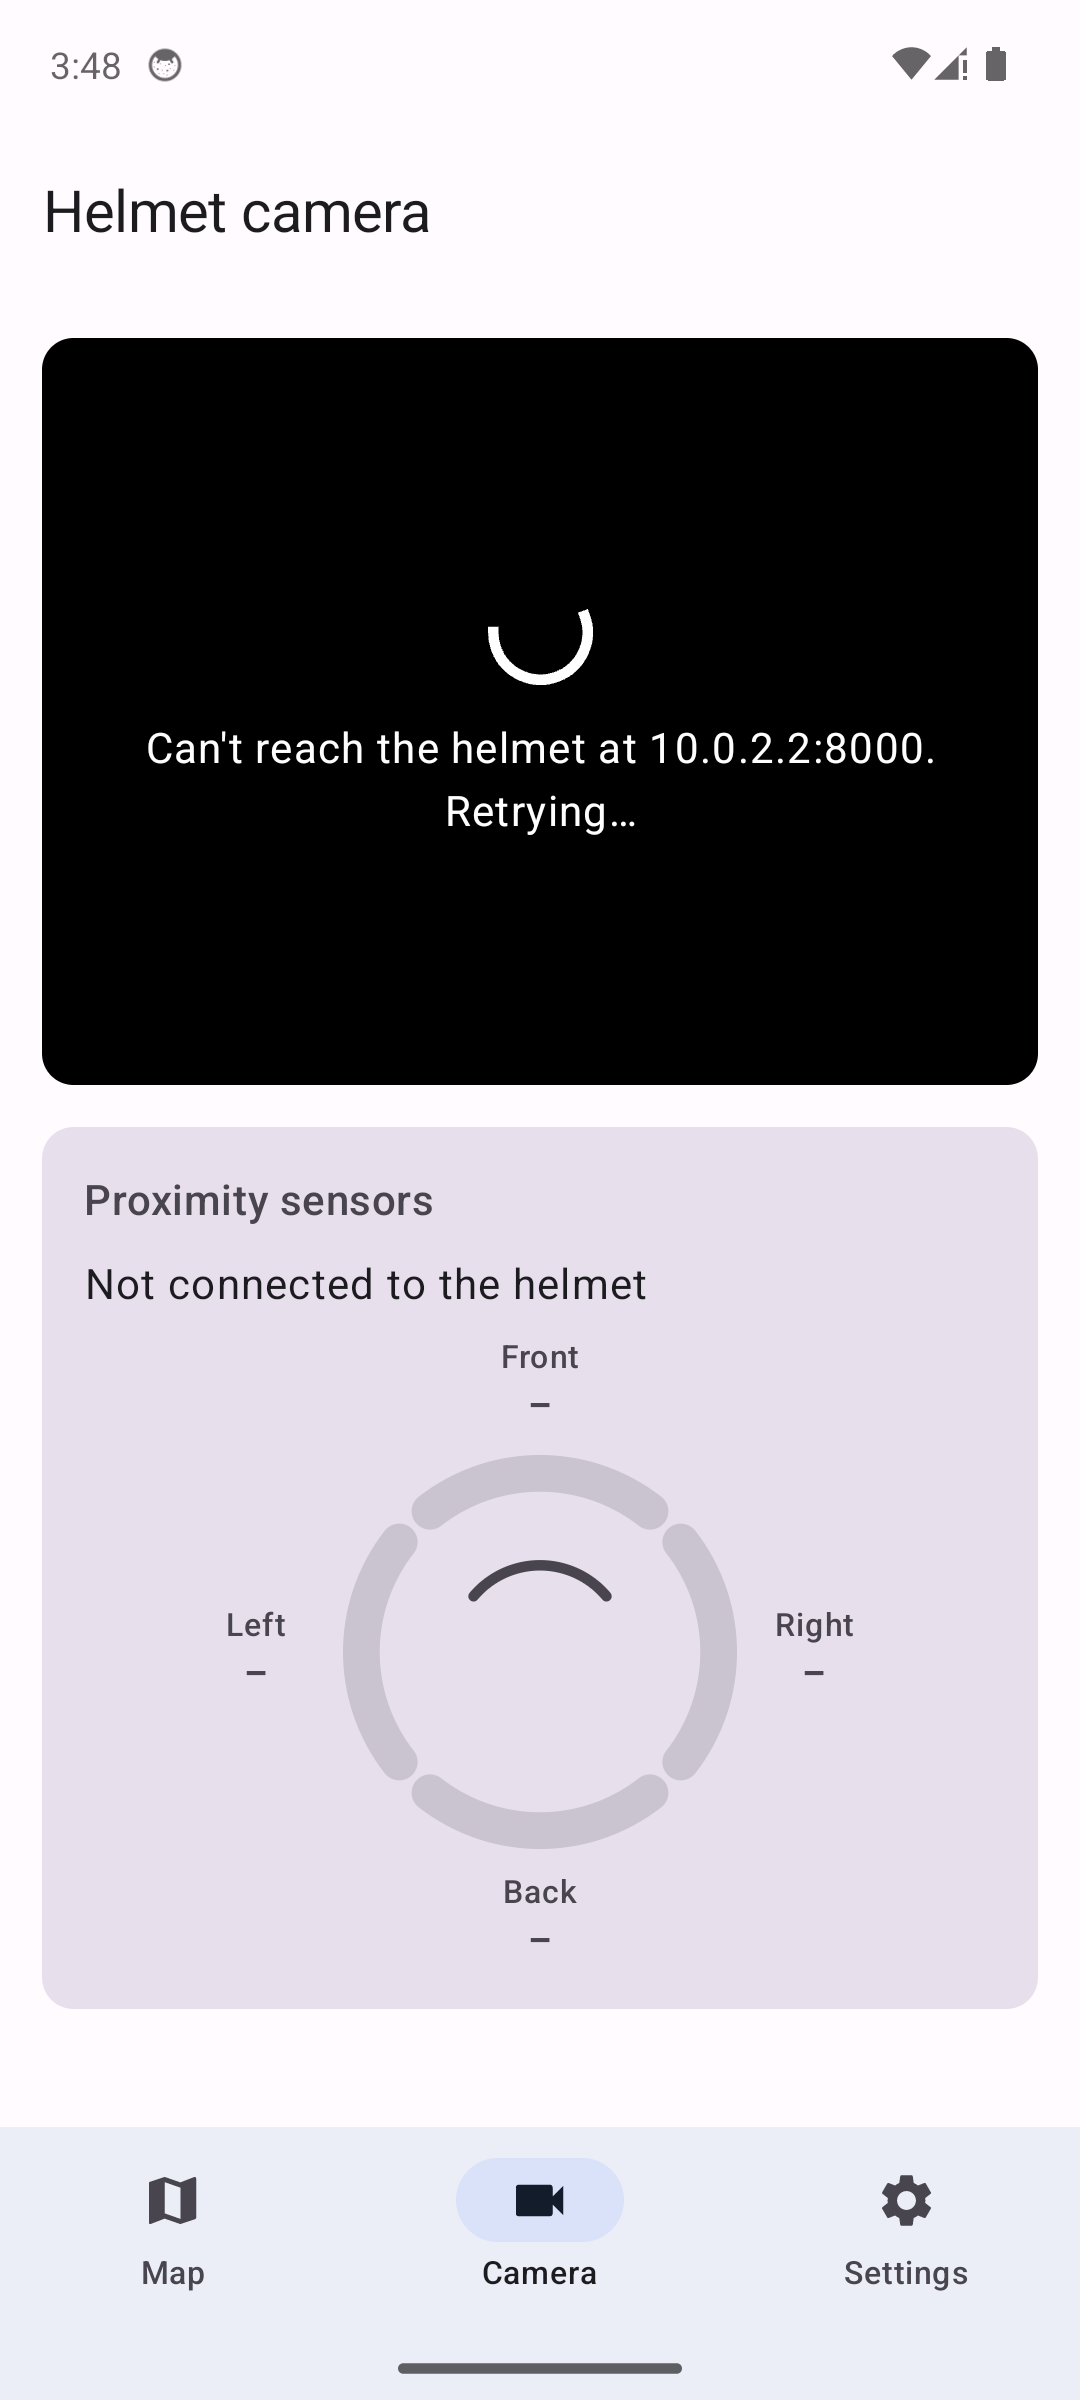 3:48
Helmet camera
Can't reach the helmet at 10.0.2.2:8000.
Retrying…
Proximity sensors
Not connected to the helmet
Front
–
Left
–
Right
–
Back
–
Map
Camera
Settings